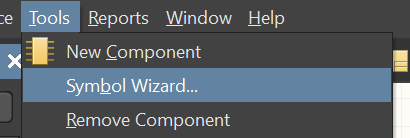 ce Tools Reports Window Help
New Component
Symbol Wizard...
Remove Component